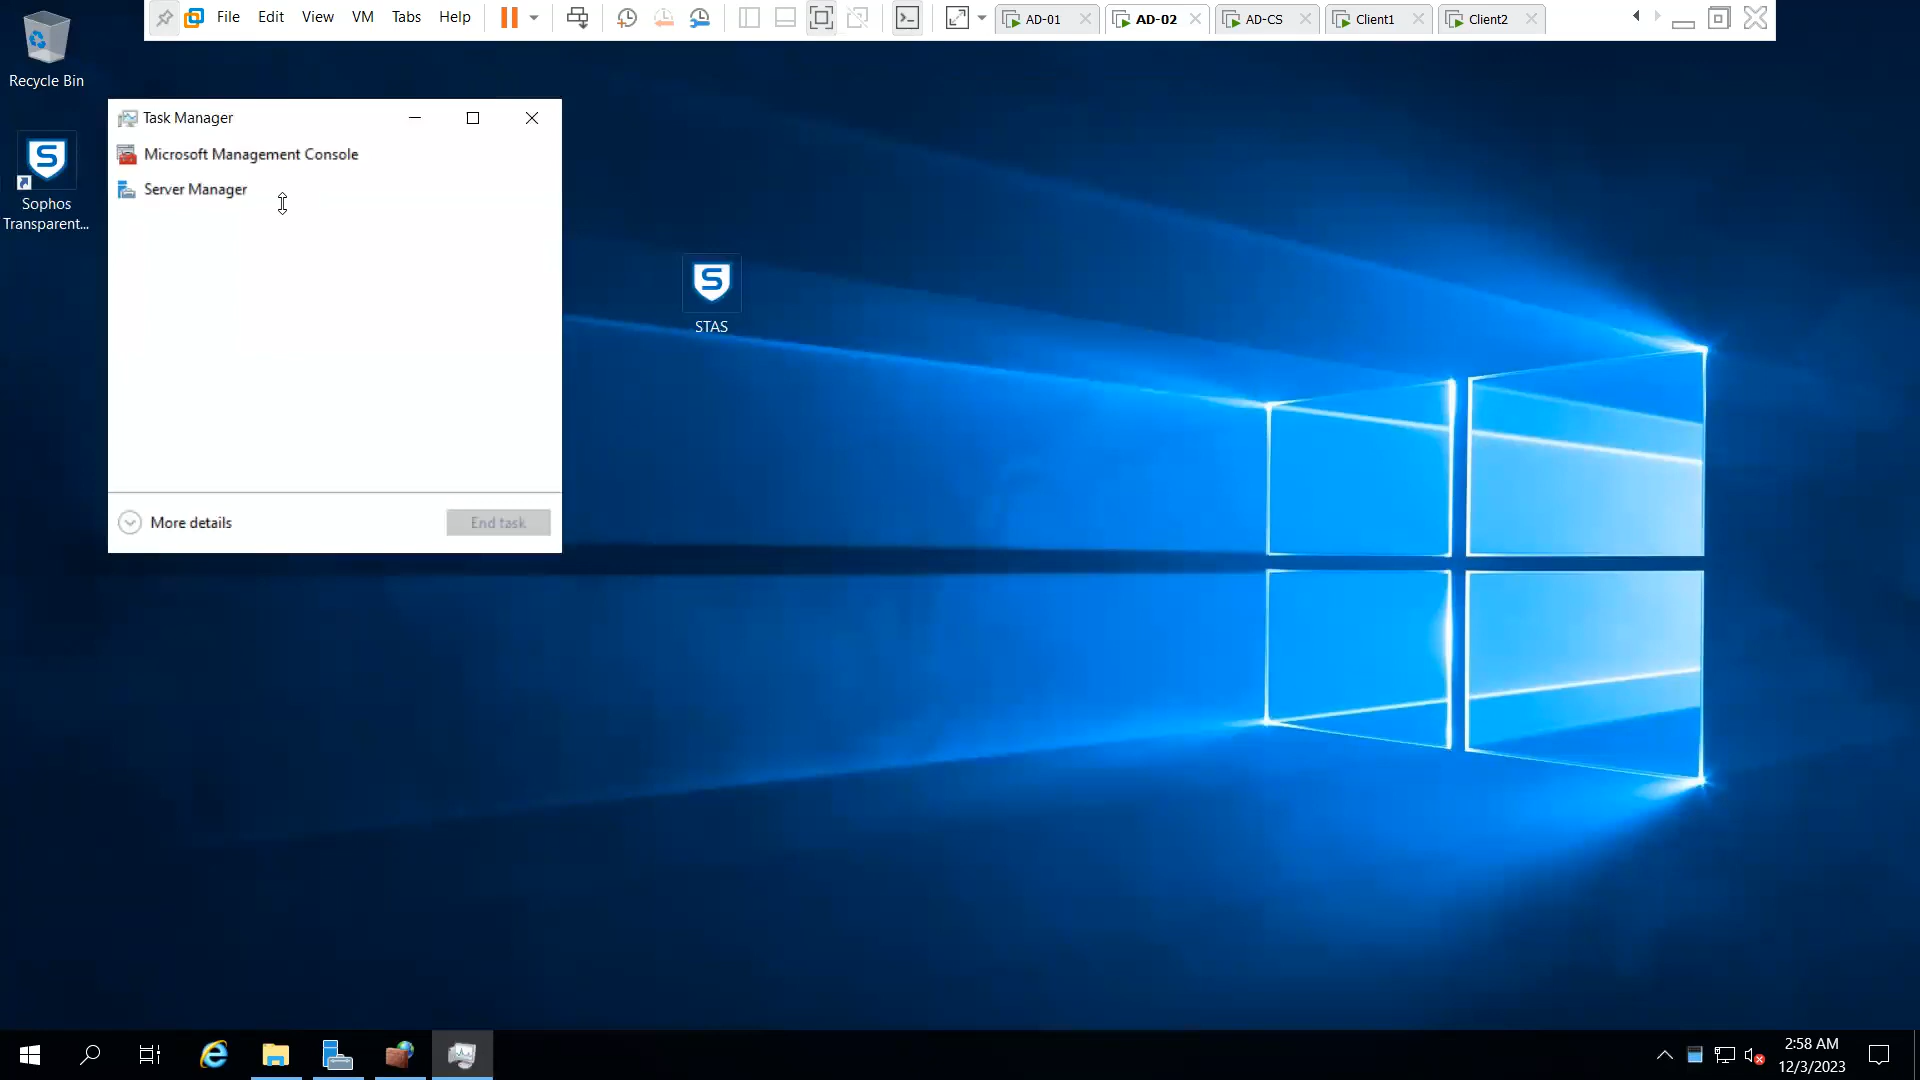 File Edit View VM Tabs Help AD-01 AD-02 AD-CS Client1 Client2
Recycle Bin
Task Manager
Microsoft Management Console
Server Manager
More details
End task
Sophos
Transparent...
STAS
2:58 AM
12/3/2023